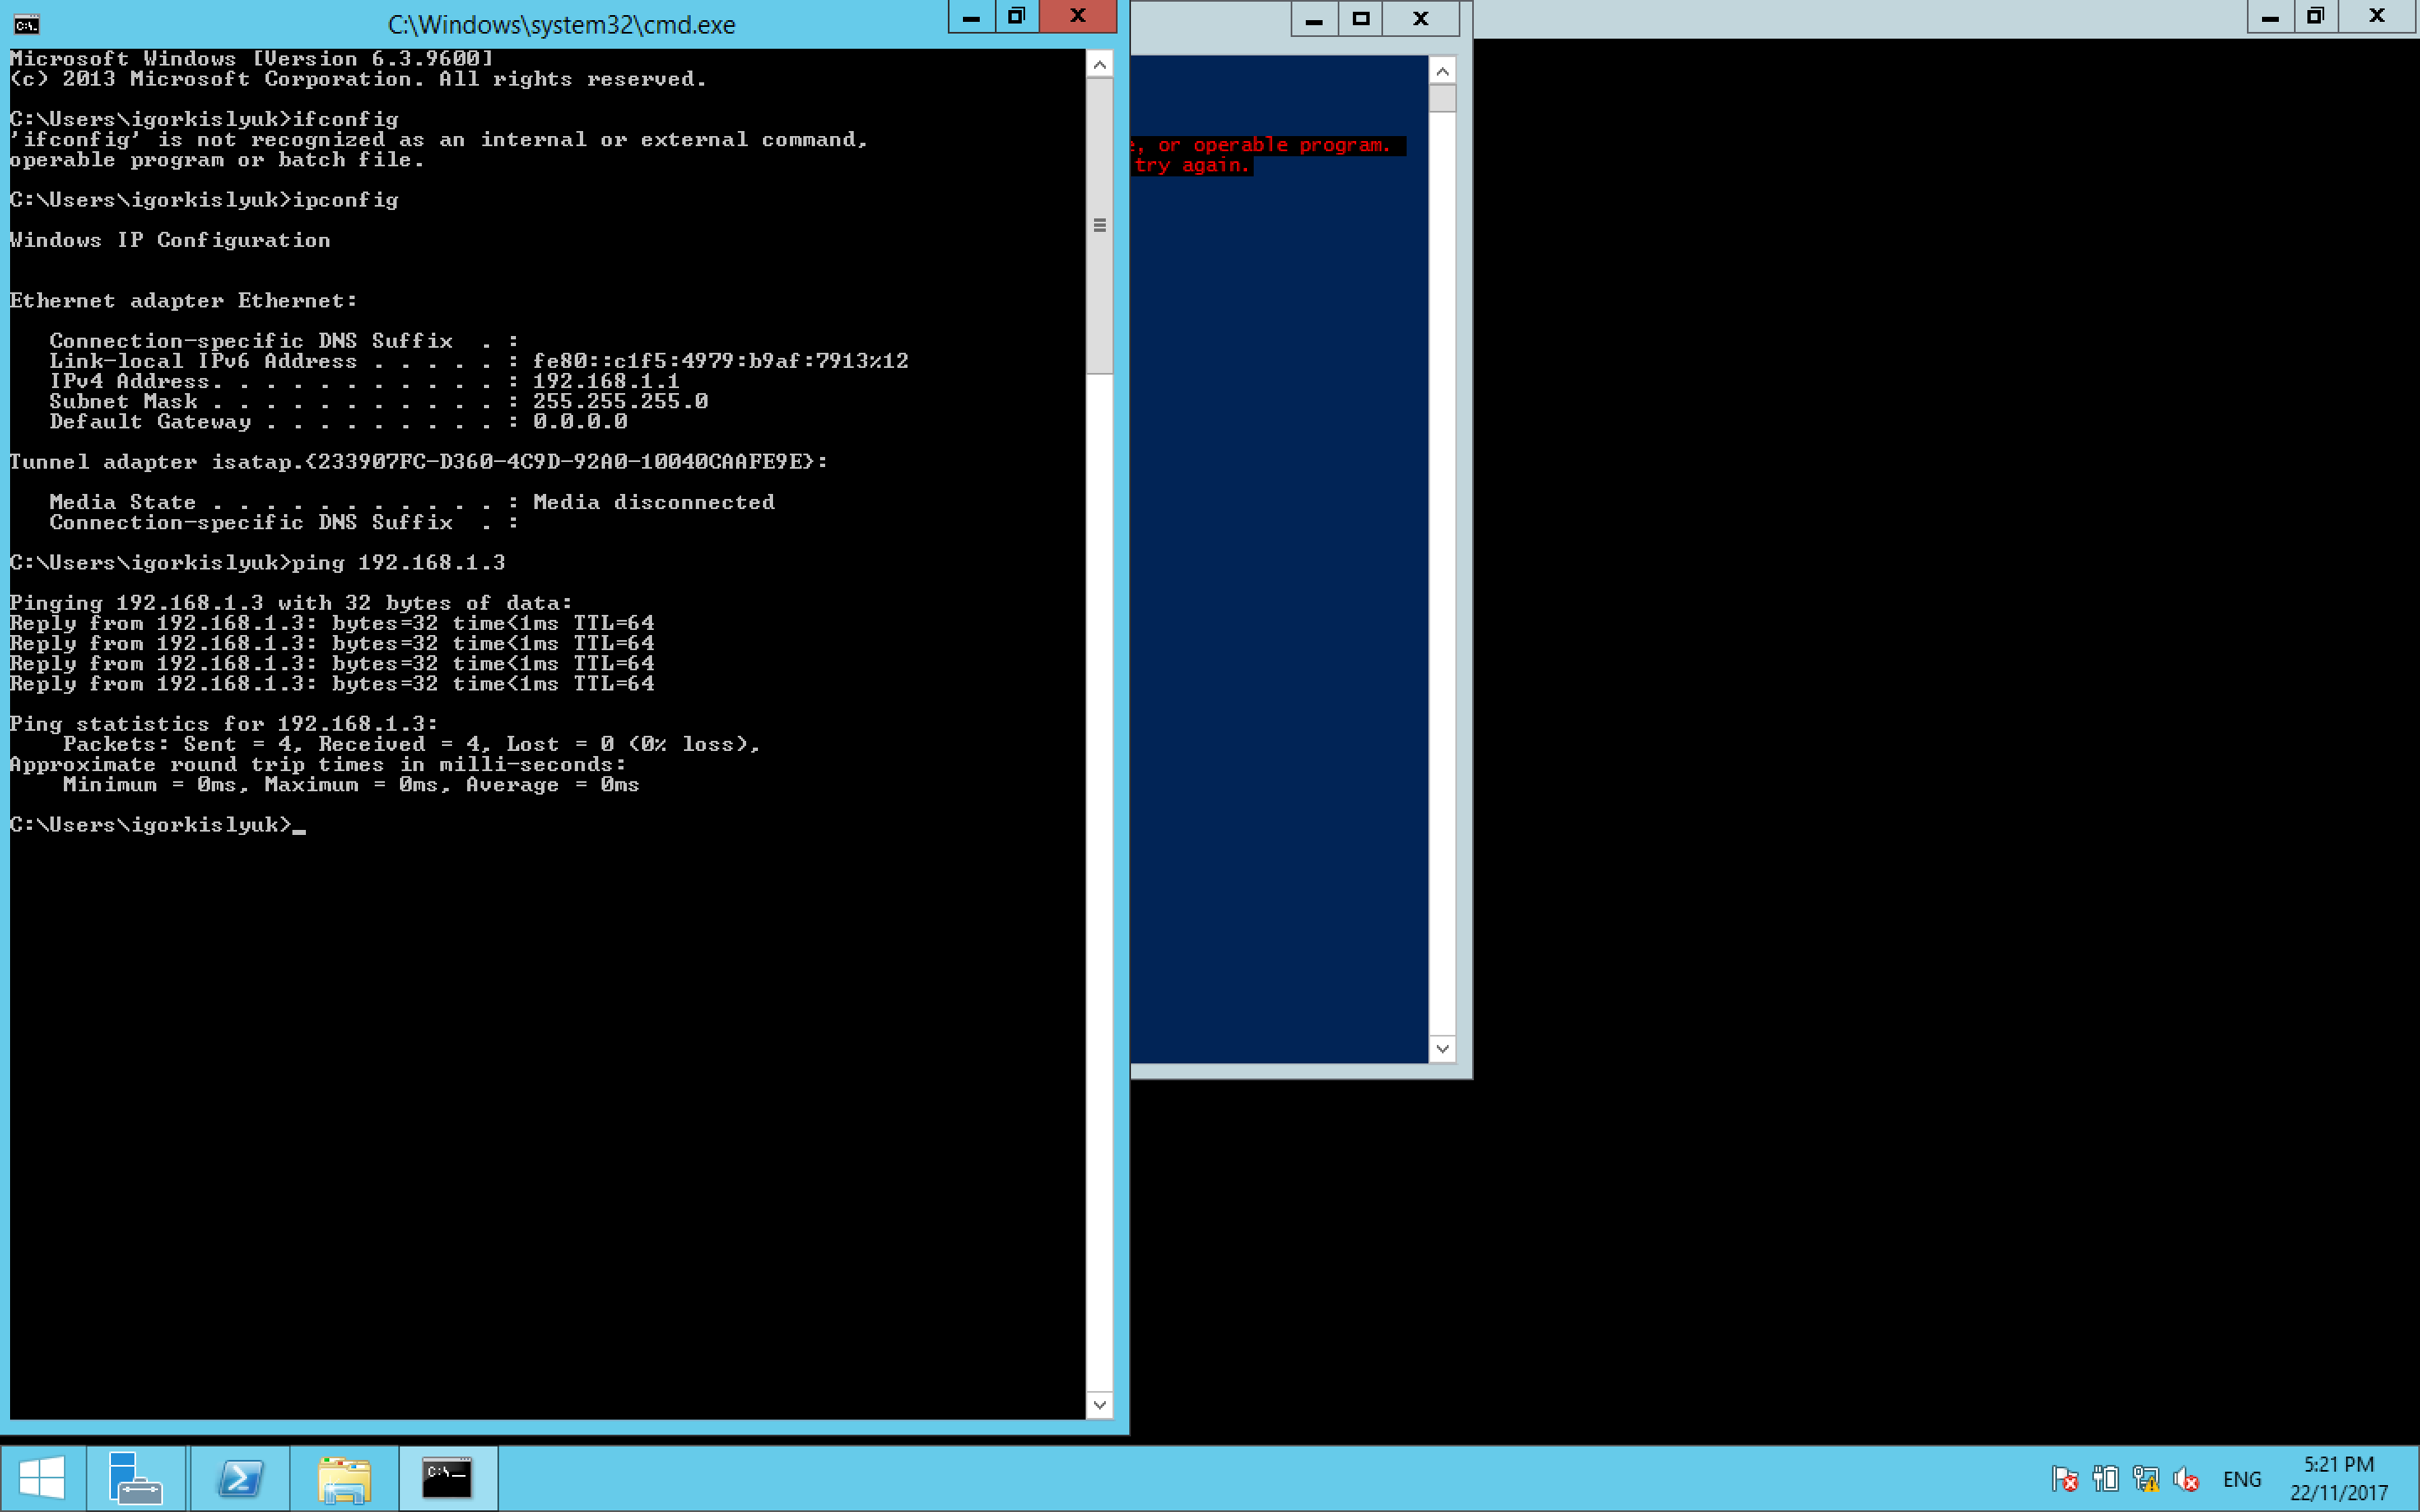 C:\Windows\system32\cmd.exe
Microsoft Windows [Version 6.3.9600]
(c) 2013 Microsoft Corporation. All rights reserved.
C:\Users\igorkislyuk>ifconfig
'ifconfig' is not recognized as an internal or external command,
operable program or batch file.
C:\Users\igorkislyuk>ipconfig
Windows IP Configuration
Ethernet adapter Ethernet:
Connection-specific DNS Suffix . :
Link-local IPv6 Address . . . . . : fe80::c1f5:4979:b9af:7913%12
IPv4 Address. . . . . . . . . . . : 192.168.1.1
Subnet Mask . . . . . . . . . . . : 255.255.255.0
Default Gateway . . . . . . . . . : 0.0.0.0
Tunnel adapter isatap.{233907FC-D360-4C9D-92A0-10040CAAFE9E}:
Media State . . . . . . . . . . . : Media disconnected
Connection-specific DNS Suffix . :
C:\Users\igorkislyuk>ping 192.168.1.3
Pinging 192.168.1.3 with 32 bytes of data:
Reply from 192.168.1.3: bytes=32 time<1ms TTL=64
Reply from 192.168.1.3: bytes=32 time<1ms TTL=64
Reply from 192.168.1.3: bytes=32 time<1ms TTL=64
Reply from 192.168.1.3: bytes=32 time<1ms TTL=64
Ping statistics for 192.168.1.3:
Packets: Sent = 4, Received = 4, Lost = 0 (0% loss),
Approximate round trip times in milli-seconds:
Minimum = 0ms, Maximum = 0ms, Average = 0ms
C:\Users\igorkislyuk>_
, or operable program.
try again.
ENG
5:21 PM
22/11/2017